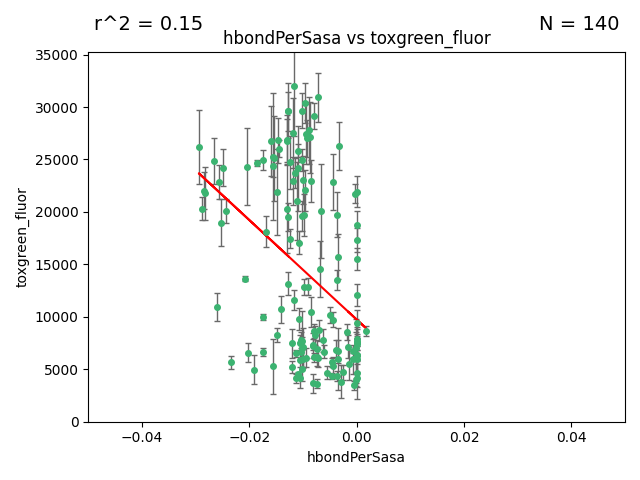 r^2 = 0.15
N = 140
hbondPerSasa vs toxgreen_fluor
35000
30000
25000
20000
15000
10000
5000
0
toxgreen_fluor
−0.04
−0.02
0.00
0.02
0.04
hbondPerSasa